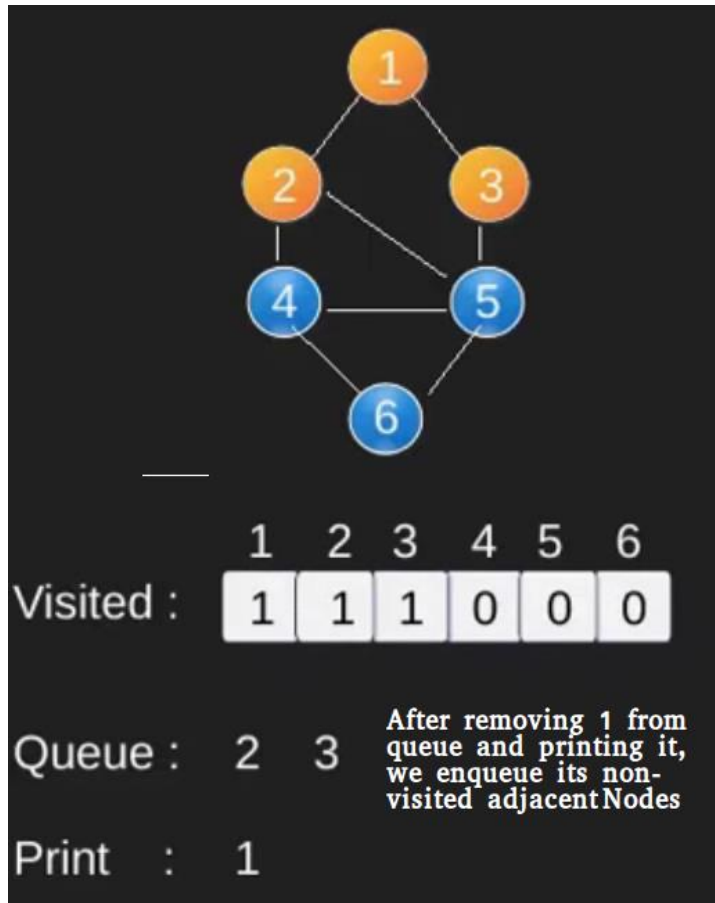 1
2 3
4 5
6
1 2 3 4 5 6
Visited : 1 1 1 0 0 0
Queue : 2 3
After removing 1 from
queue and printing it,
we enqueue its non-
visited adjacent Nodes
Print : 1